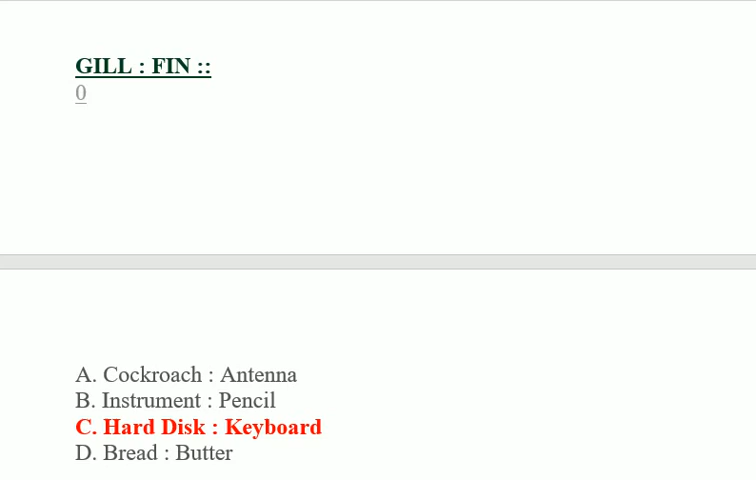 GILL : FIN ::
0
A. Cockroach : Antenna
B. Instrument : Pencil
C. Hard Disk : Keyboard
D. Bread : Butter